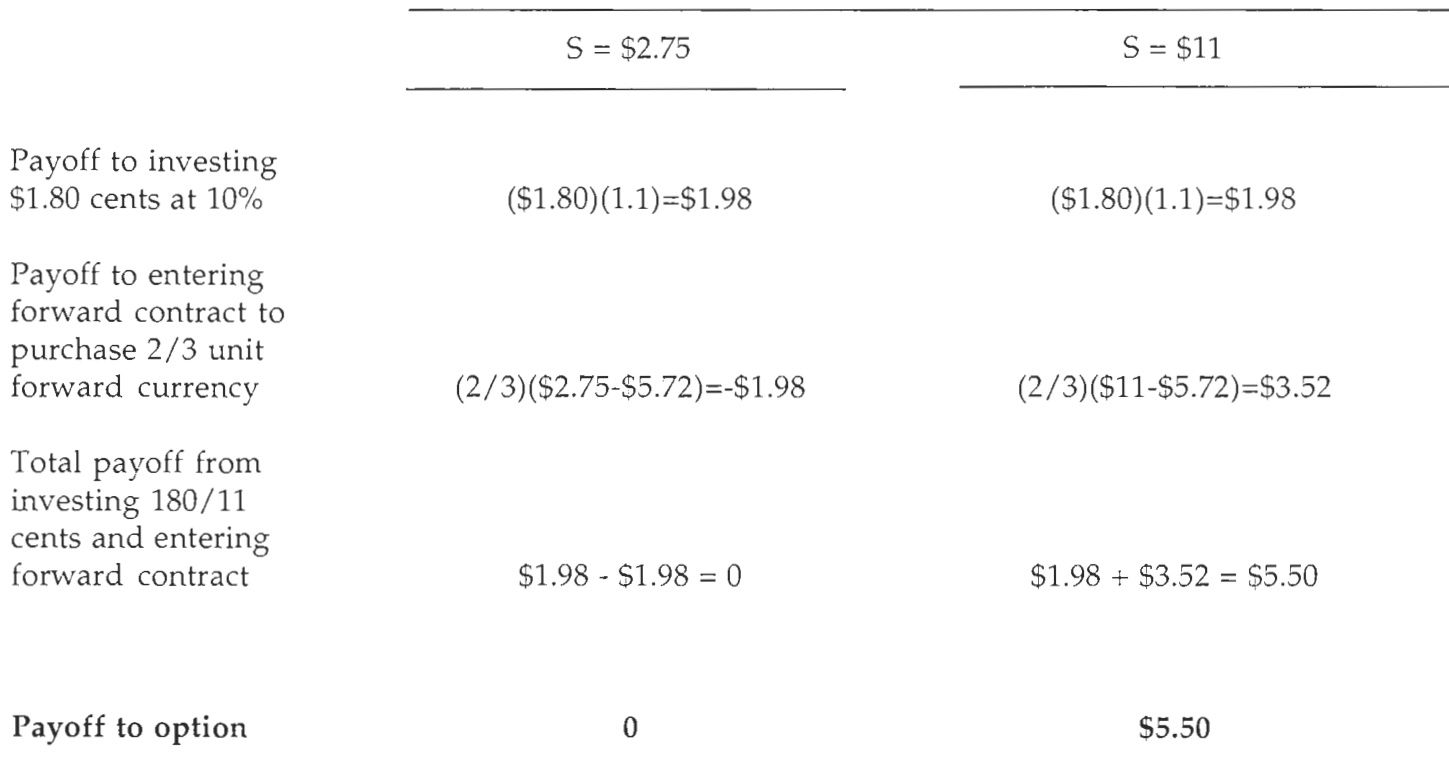 S = $2.75 S = $11
Payoff to investing
$1.80 cents at 10% ($1.80)(1.1)=$1.98 ($1.80)(1.1)=$1.98
Payoff to entering
forward contract to
purchase 2/3 unit
forward currency (2/3)($2.75-$5.72)=-$1.98 (2/3)($11-$5.72)=$3.52
Total payoff from
investing 180/11
cents and entering
forward contract $1.98 - $1.98 = 0 $1.98 + $3.52 = $5.50
Payoff to option 0 $5.50